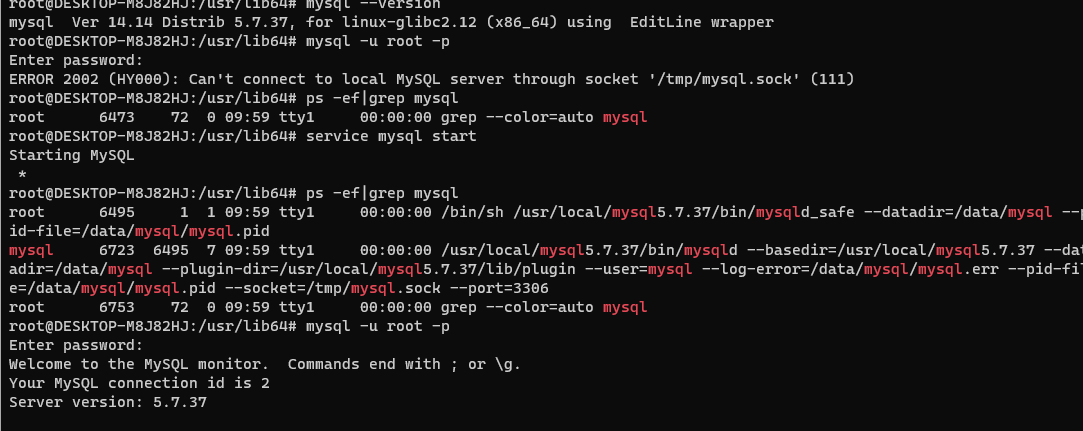 root@DESKTOP-M8J82HJ:/usr/lib64# mysql --version
mysql  Ver 14.14 Distrib 5.7.37, for linux-glibc2.12 (x86_64) using  EditLine wrapper
root@DESKTOP-M8J82HJ:/usr/lib64# mysql -u root -p
Enter password:
ERROR 2002 (HY000): Can't connect to local MySQL server through socket '/tmp/mysql.sock' (111)
root@DESKTOP-M8J82HJ:/usr/lib64# ps -ef|grep mysql
root      6473    72  0 09:59 tty1     00:00:00 grep --color=auto mysql
root@DESKTOP-M8J82HJ:/usr/lib64# service mysql start
Starting MySQL
 *
root@DESKTOP-M8J82HJ:/usr/lib64# ps -ef|grep mysql
root      6495     1  1 09:59 tty1     00:00:00 /bin/sh /usr/local/mysql5.7.37/bin/mysqld_safe --datadir=/data/mysql --p
id-file=/data/mysql/mysql.pid
mysql     6723  6495  7 09:59 tty1     00:00:00 /usr/local/mysql5.7.37/bin/mysqld --basedir=/usr/local/mysql5.7.37 --dat
adir=/data/mysql --plugin-dir=/usr/local/mysql5.7.37/lib/plugin --user=mysql --log-error=/data/mysql/mysql.err --pid-fil
e=/data/mysql/mysql.pid --socket=/tmp/mysql.sock --port=3306
root      6753    72  0 09:59 tty1     00:00:00 grep --color=auto mysql
root@DESKTOP-M8J82HJ:/usr/lib64# mysql -u root -p
Enter password:
Welcome to the MySQL monitor.  Commands end with ; or \g.
Your MySQL connection id is 2
Server version: 5.7.37